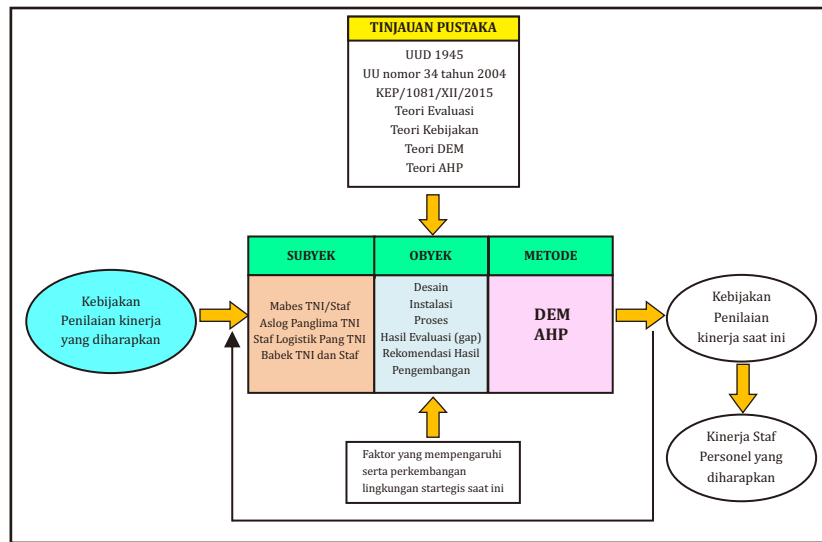 TINJAUAN PUSTAKA
UUD 1945
UU nomor 34 tahun 2004
KEP/1081/XII/2015
Teori Evaluasi
Teori Kebijakan
Teori DEM
Teori AHP
Kebijakan
Penilaian kinerja
yang diharapkan
SUBYEK
Mabes TNI/Staf
Aslog Panglima TNI
Staf Logistik Pang TNI
Babek TNI dan Staf
OBYEK
Desain
Instalasi
Proses
Hasil Evaluasi (gap)
Rekomendasi Hasil
Pengembangan
METODE
DEM
AHP
Kebijakan
Penilaian
kinerja saat ini
Kinerja Staf
Personel yang
diharapkan
Faktor yang mempengaruhi
serta perkembangan
lingkungan startegis saat ini